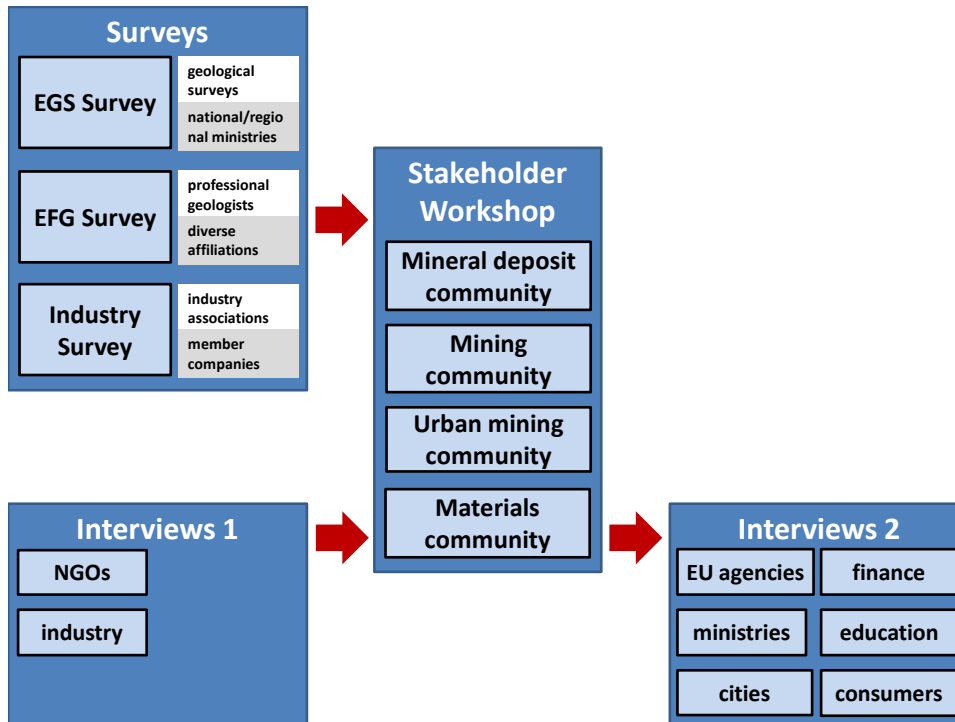 Surveys
EGS Survey
geological
surveys
national/regio
nal ministries
EFG Survey
professional
geologists
diverse
affiliations
Industry
Survey
industry
associations
member
companies
Stakeholder
Workshop
Mineral deposit
community
Mining
community
Urban mining
community
Materials
community
Interviews 1
NGOs
industry
Interviews 2
EU agencies
finance
ministries
education
cities
consumers